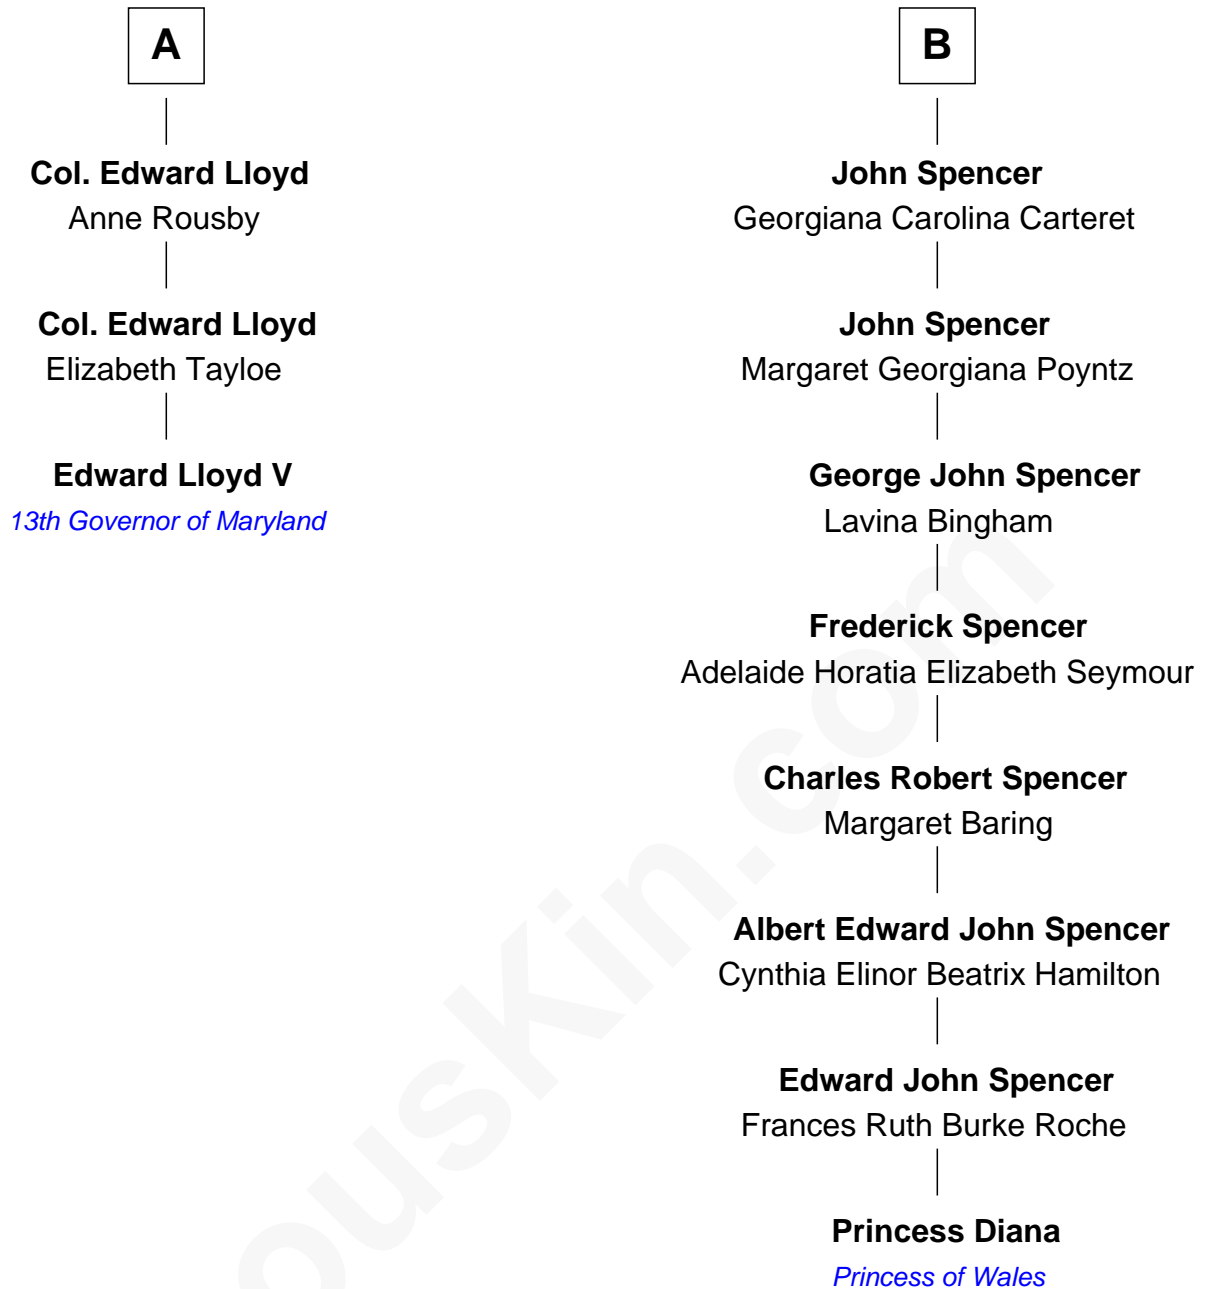 A
Col. Edward Lloyd
Anne Rousby
Col. Edward Lloyd
Elizabeth Tayloe
Edward Lloyd V
13th Governor of Maryland
B
John Spencer
Georgiana Carolina Carteret
John Spencer
Margaret Georgiana Poyntz
George John Spencer
Lavina Bingham
Frederick Spencer
Adelaide Horatia Elizabeth Seymour
Charles Robert Spencer
Margaret Baring
Albert Edward John Spencer
Cynthia Elinor Beatrix Hamilton
Edward John Spencer
Frances Ruth Burke Roche
Princess Diana
Princess of Wales
ousKin.com